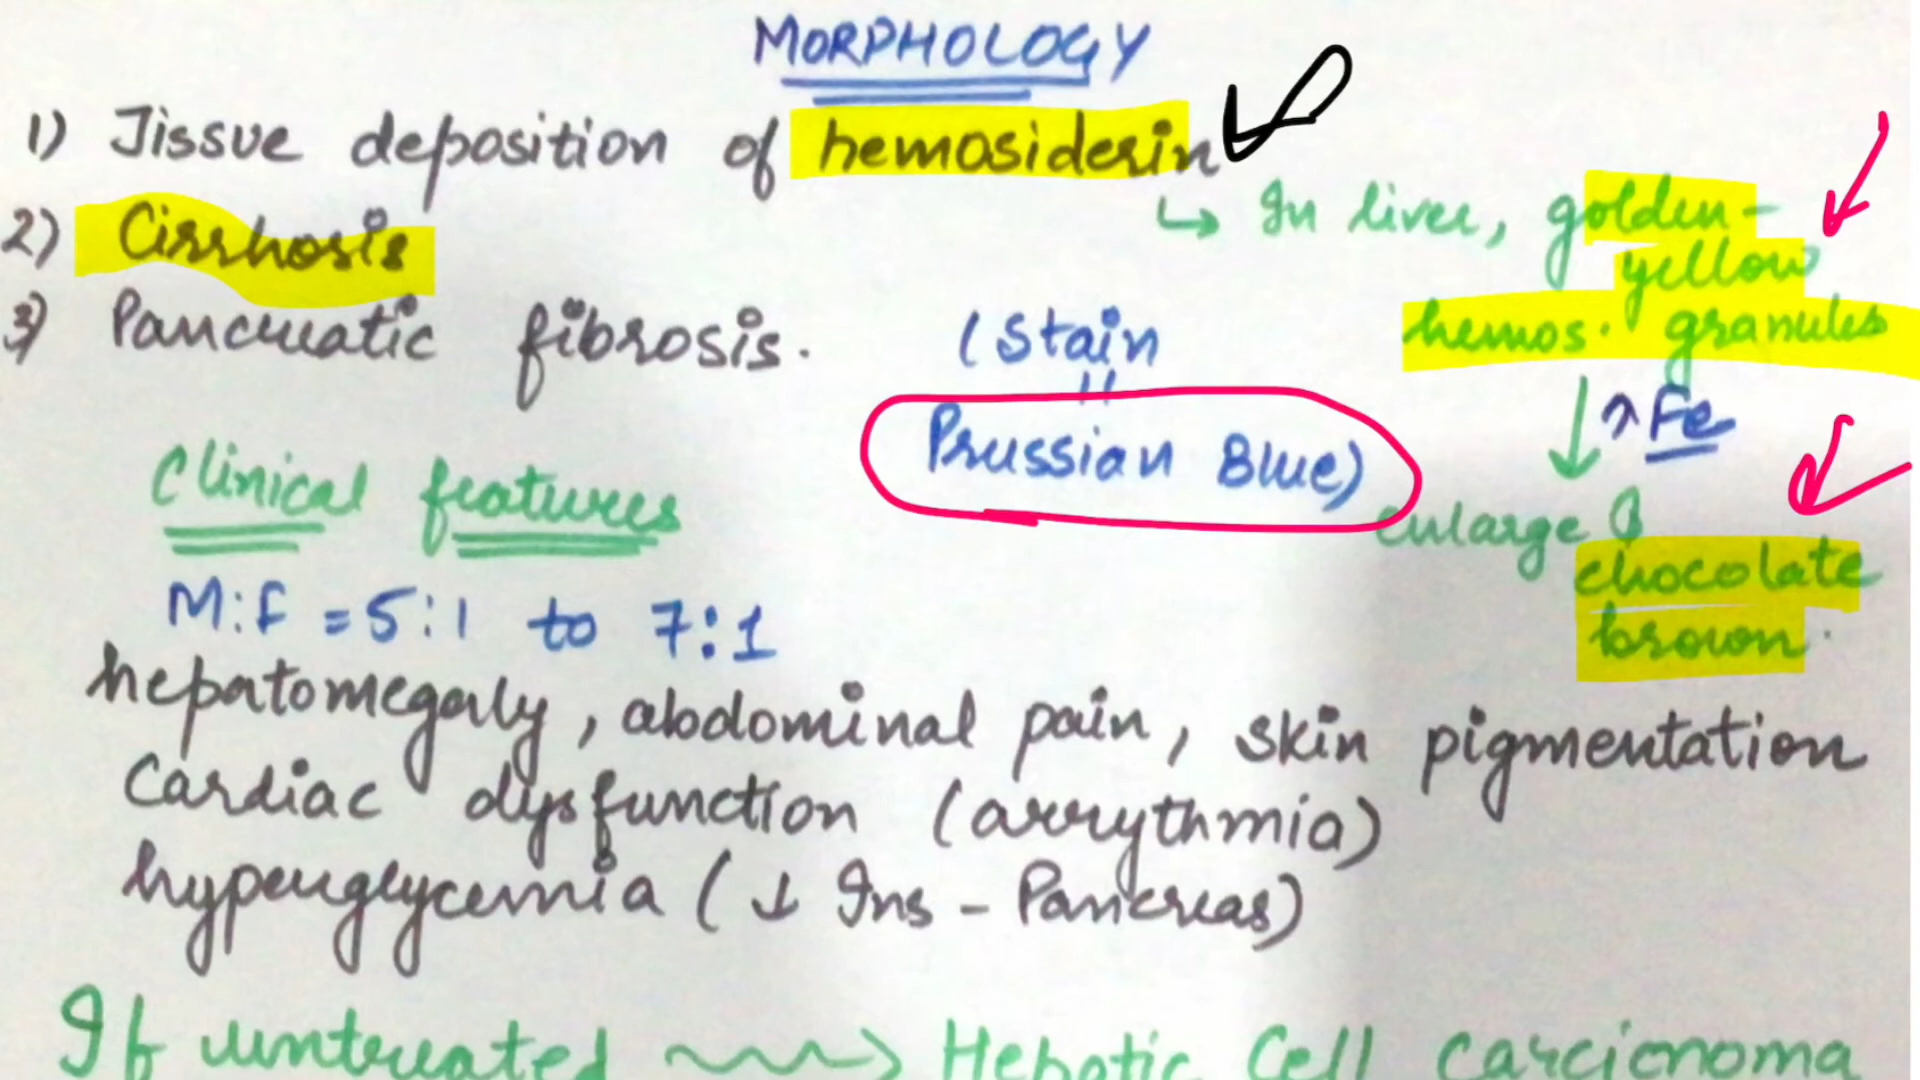 MORPHOLOGY
1) Tissue deposition of hemosiderin
↳ In liver, golden-
yellow
hemos. granules
↓ ↑ Fe
enlarge &
chocolate
brown.
2) Cirrhosis
3) Pancreatic fibrosis.
(Stain
"
Prussian Blue)
Clinical features
M:F = 5:1 to 7:1
hepatomegaly, abdominal pain, skin pigmentation
Cardiac dysfunction (arrythmia)
hyperglycemia (↓ Ins - Pancreas)
If untreated → Hepatic Cell Carcinoma